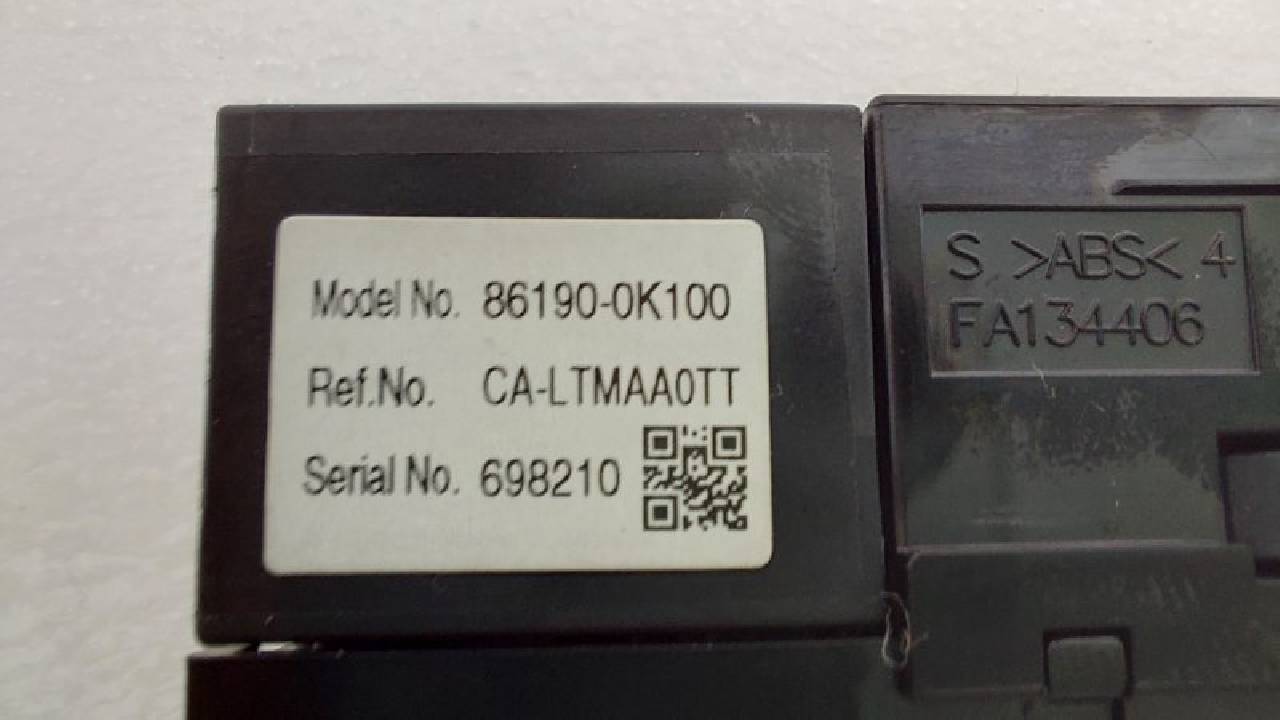 Model No. 86190-0K100
Ref.No. CA-LTMAA0TT
Serial No. 698210
S >ABS< 4
FA134406